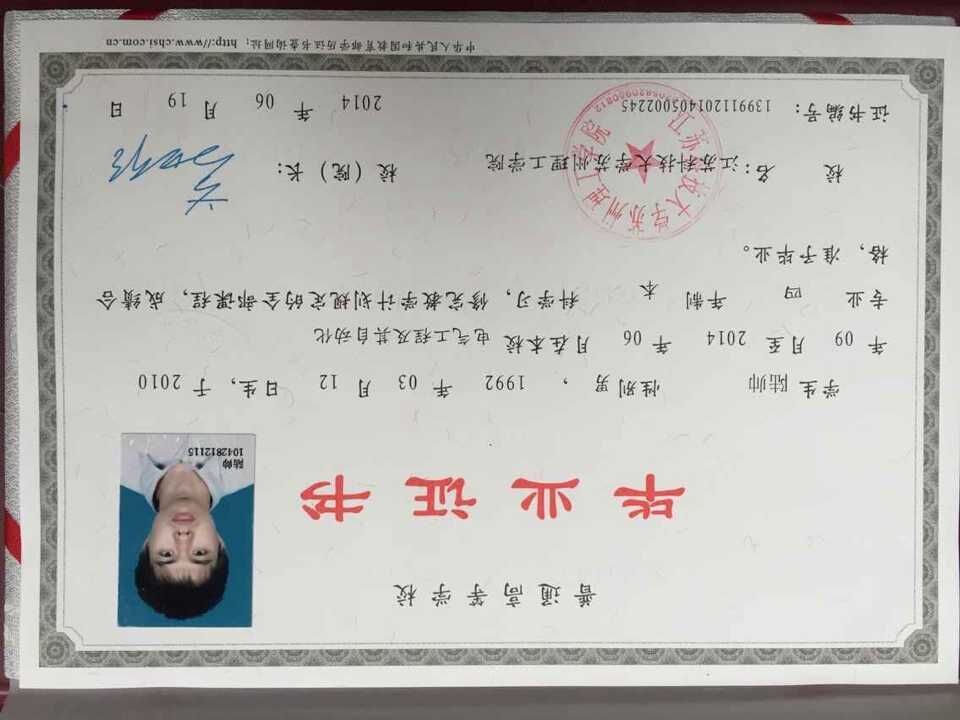 普通高等学校
毕业证书
陆帅
1042812115
学生 陆帅 性别 男 ， 1992 年 03 月 12 日生，于 2010
年 09 月至 2014 年 06 月在本校 电气工程及其自动化
专业 四 年制 本 科学习，修完教学计划规定的全部课程，成绩合
格，准予毕业。
江苏科技大学苏州理工学院
校 名：江苏科技大学苏州理工学院 校（院）长：
证书编号： 139911201405002245 2014 年 06 月 19 日
中华人民共和国教育部学历证书查询网址：http://www.chsi.com.cn